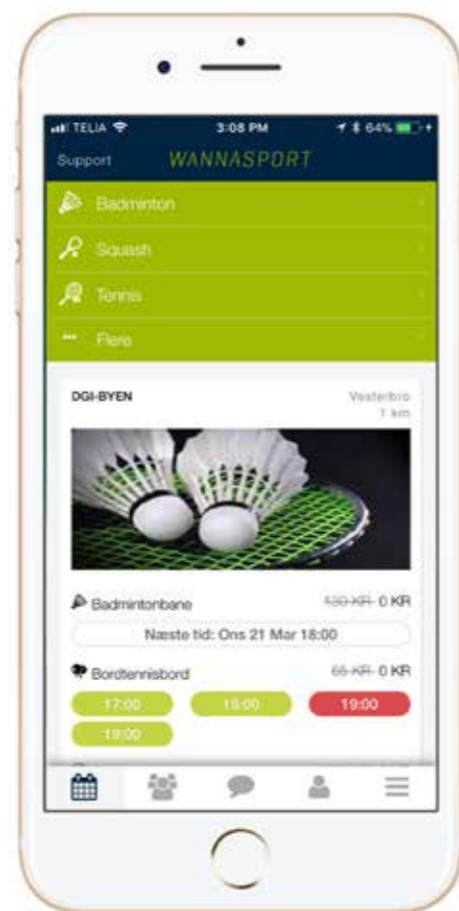 TELIA 3:08 PM 64%
Support WANNASPORT
Badminton
Squash
Tennis
Flere
DGI-BYEN Vesterbro
1 km
Badmintonbane 130 KR 0 KR
Næste tid: Ons 21 Mar 18:00
Bordtennisbord 65 KR 0 KR
17:00 18:00 19:00